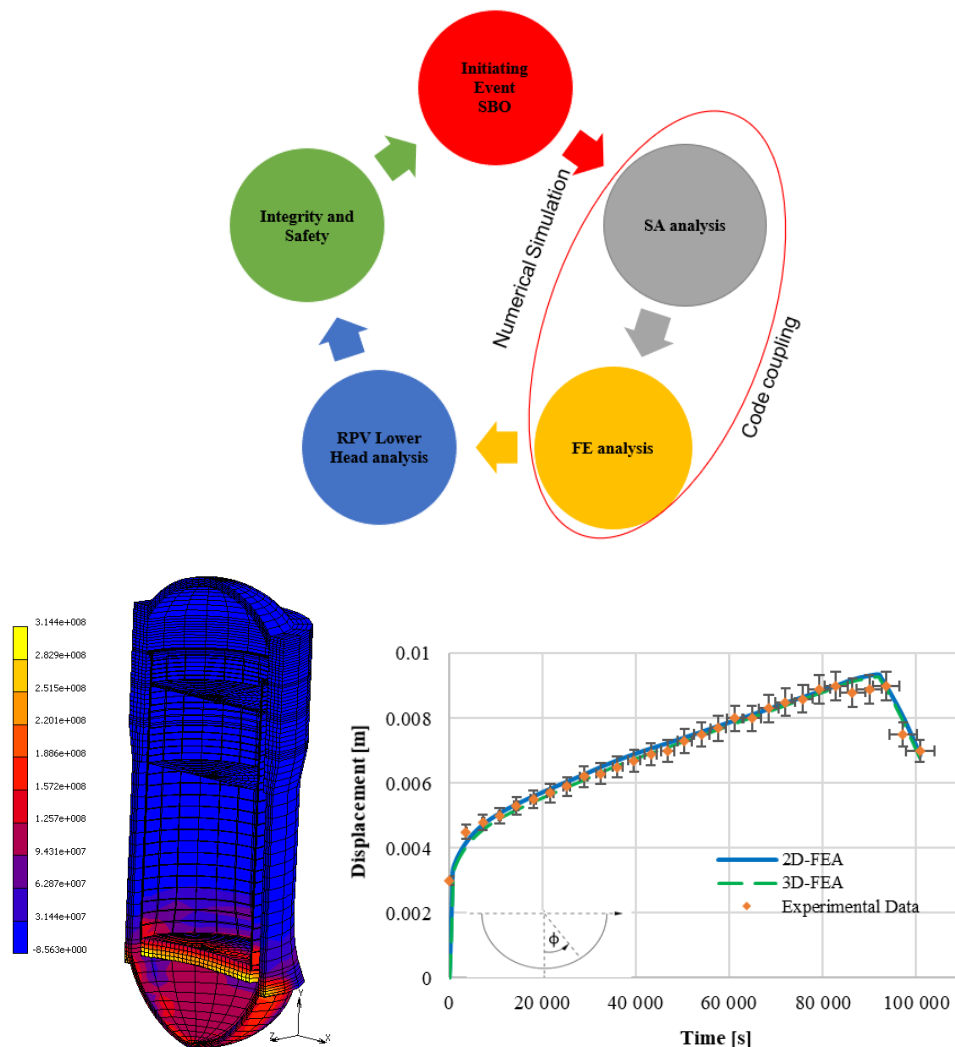 Initiating
Event
SBO
Integrity and
Safety
Numerical Simulation
SA analysis
Code coupling
RPV Lower
Head analysis
FE analysis
3.144e+008
2.829e+008
2.515e+008
2.201e+008
1.886e+008
1.572e+008
1.257e+008
9.431e+007
6.287e+007
3.144e+007
-8.563e+000
Y
Z
X
Displacement [m]
0.01
0.008
0.006
0.004
0.002
0
2D-FEA
3D-FEA
Experimental Data
ϕ
0
20 000
40 000
60 000
80 000
100 000
Time [s]